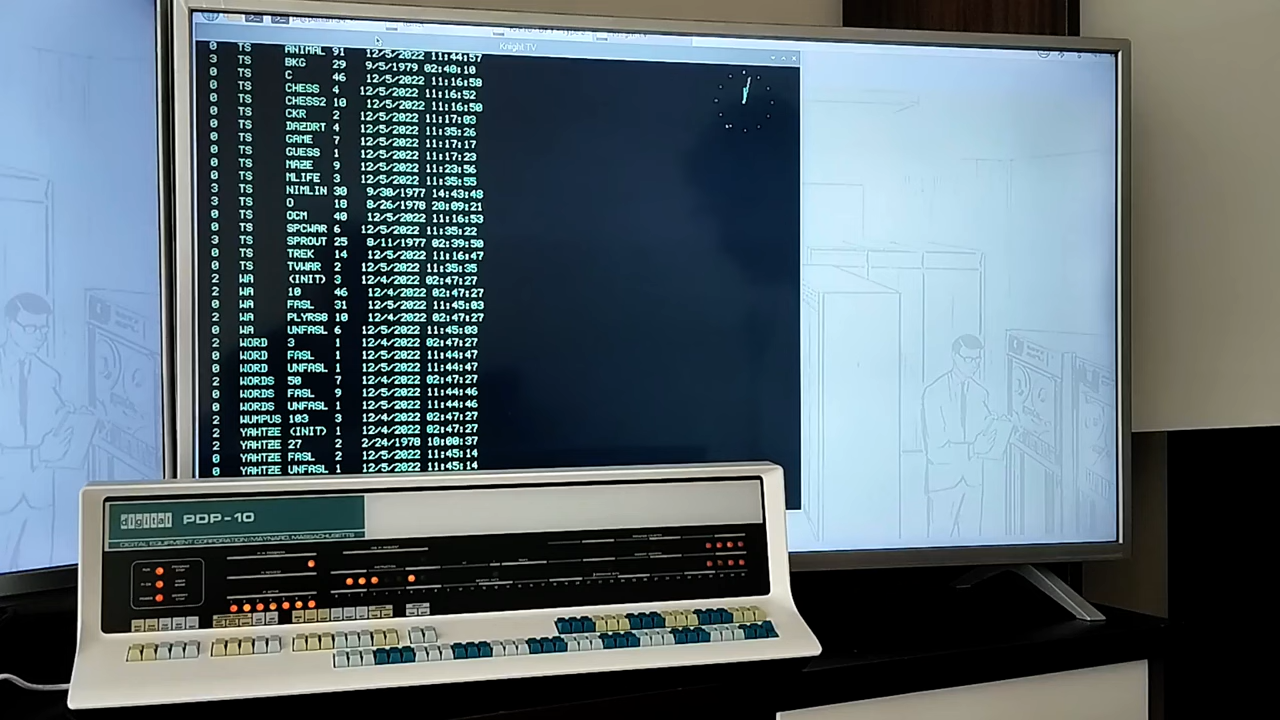 Knight TV
0 TS ANIMAL 91 12/5/2022 11:44:57
3 TS BKG 29 9/5/1979 02:48:10
0 TS C 46 12/5/2022 11:16:58
0 TS CHESS 4 12/5/2022 11:16:52
0 TS CHESS2 10 12/5/2022 11:16:50
0 TS CKR 2 12/5/2022 11:17:03
0 TS DAZDRT 4 12/5/2022 11:35:26
0 TS GAME 7 12/5/2022 11:17:17
0 TS GUESS 1 12/5/2022 11:17:23
0 TS MAZE 9 12/5/2022 11:23:56
0 TS MLIFE 3 12/5/2022 11:35:55
3 TS NIMLIN 30 9/30/1977 14:43:48
3 TS O 18 8/26/1978 20:09:21
0 TS OCM 40 12/5/2022 11:16:53
0 TS SPCWAR 6 12/5/2022 11:35:22
3 TS SPROUT 25 8/11/1977 02:39:50
0 TS TREK 14 12/5/2022 11:16:47
0 TS TVWAR 2 12/5/2022 11:35:35
2 WA (INIT) 3 12/4/2022 02:47:27
2 WA 10 46 12/4/2022 02:47:27
0 WA FASL 31 12/5/2022 11:45:03
2 WA PLYRS8 10 12/4/2022 02:47:27
0 WA UNFASL 6 12/5/2022 11:45:03
2 WORD 3 1 12/4/2022 02:47:27
0 WORD FASL 1 12/5/2022 11:44:47
0 WORD UNFASL 1 12/5/2022 11:44:47
2 WORDS 50 7 12/4/2022 02:47:27
0 WORDS FASL 9 12/5/2022 11:44:46
0 WORDS UNFASL 1 12/5/2022 11:44:46
2 WUMPUS 103 3 12/4/2022 02:47:27
2 YAHTZE (INIT) 1 12/4/2022 02:47:27
2 YAHTZE 27 2 2/24/1978 10:00:37
0 YAHTZE FASL 2 12/5/2022 11:45:14
0 YAHTZE UNFASL 1 12/5/2022 11:45:14
digital PDP-10
DIGITAL EQUIPMENT CORPORATION/MAYNARD, MASSACHUSETTS